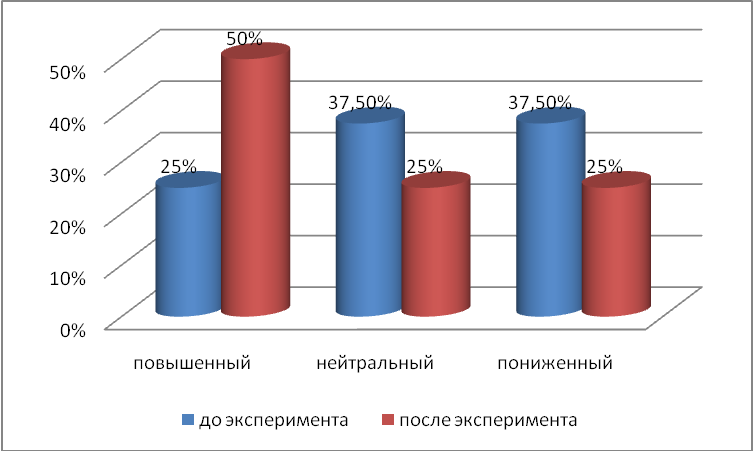 50%
50%
40%
37,50%
37,50%
30%
25%
25%
25%
20%
10%
0%
повышенный
нейтральный
пониженный
до эксперимента
после эксперимента